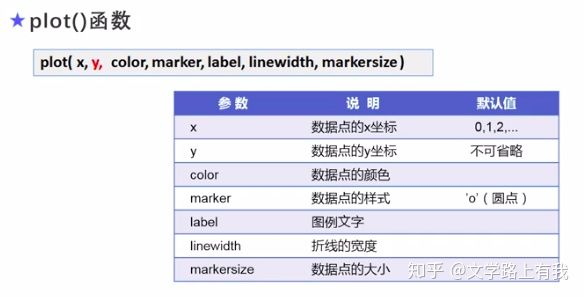 ★plot()函数
plot( x, y, color, marker, label, linewidth, markersize )
参 数 说 明 默认值
x 数据点的x坐标 0,1,2,...
y 数据点的y坐标 不可省略
color 数据点的颜色
marker 数据点的样式 'o'（圆点）
label 图例文字
linewidth 折线的宽度
markersize 数据点的大小
知乎 @文学路上有我